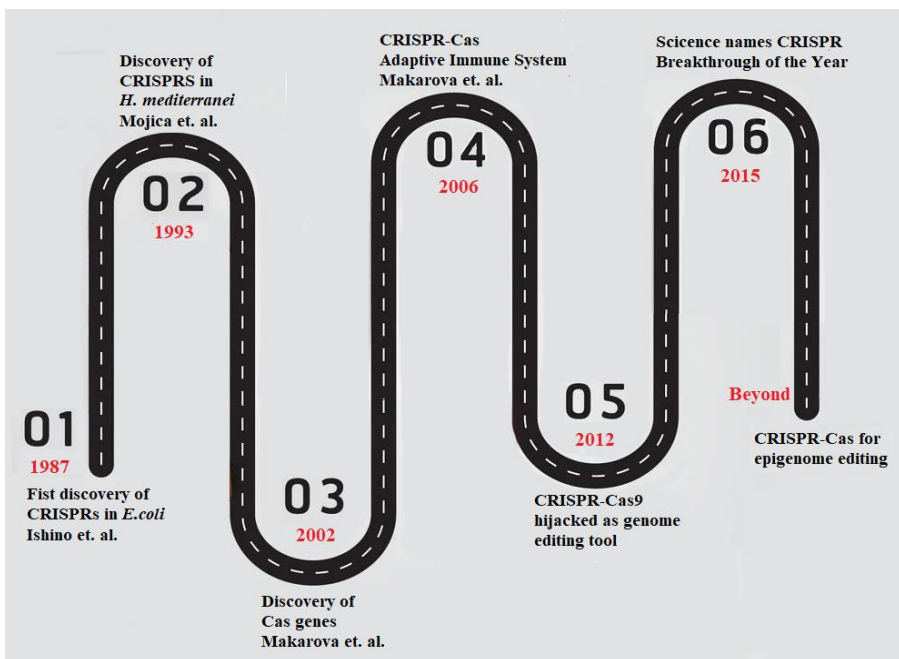 01
1987
Fist discovery of
CRISPRs in E.coli
Ishino et. al.
Discovery of
CRISPRS in
H. mediterranei
Mojica et. al.
02
1993
03
2002
Discovery of
Cas genes
Makarova et. al.
CRISPR-Cas
Adaptive Immune System
Makarova et. al.
04
2006
05
2012
CRISPR-Cas9
hijacked as genome
editing tool
Scicence names CRISPR
Breakthrough of the Year
06
2015
Beyond
CRISPR-Cas for
epigenome editing